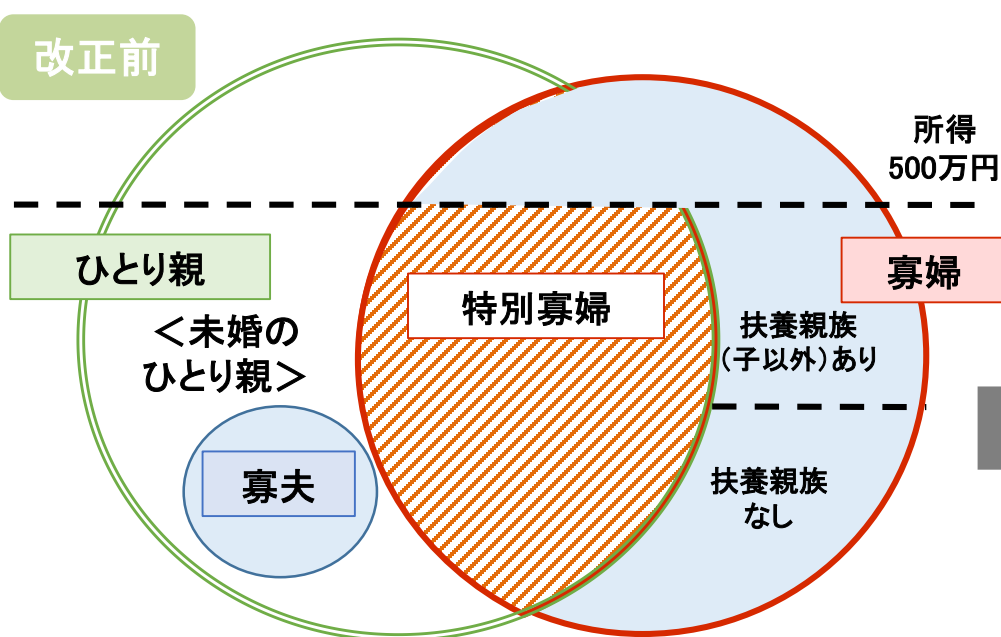 改正前
所得
500万円
ひとり親
寡婦
特別寡婦
＜未婚の
ひとり親＞
扶養親族
（子以外）あり
寡夫
扶養親族
なし